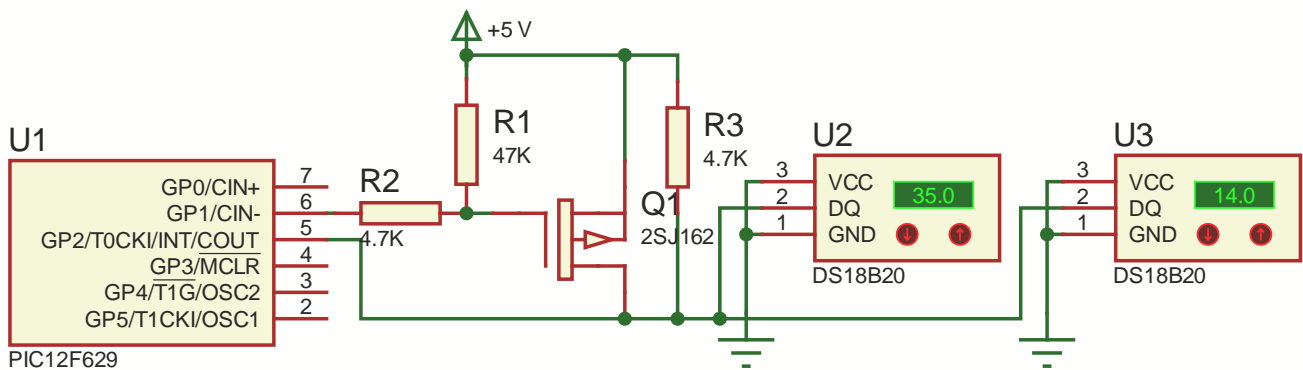 +5 V
U1
R1
47K
R2
4.7K
R3
4.7K
Q1
2SJ162
GP0/CIN+ 7
GP1/CIN- 6
GP2/T0CKI/INT/COUT 5
GP3/MCLR 4
GP4/T1G/OSC2 3
GP5/T1CKI/OSC1 2
PIC12F629
U2
3 VCC
2 DQ
1 GND
35.0
DS18B20
U3
3 VCC
2 DQ
1 GND
14.0
DS18B20